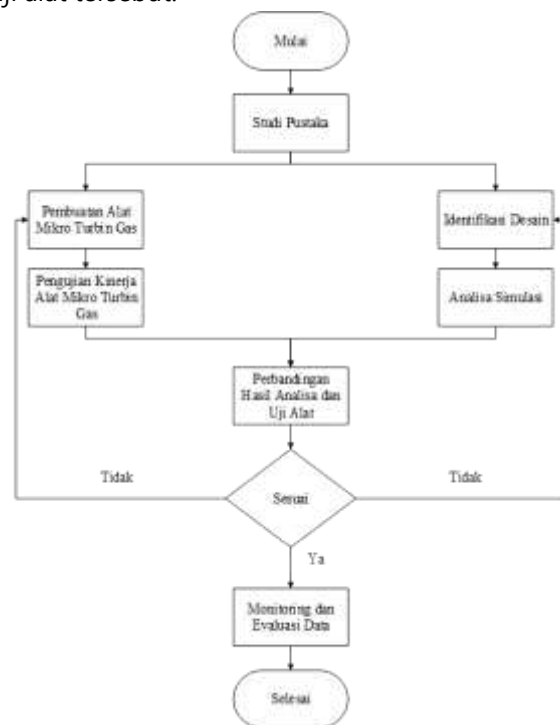 uji alat tersebut.
Mulai
Studi Pustaka
Pembuatan Alat
Mikro Turbin Gas
Identifikasi Desain
Pengujian Kinerja
Alat Mikro Turbin
Gas
Analisa Simulasi
Perbandingan
Hasil Analisa dan
Uji Alat
Tidak
Sesuai
Tidak
Ya
Monitoring dan
Evaluasi Data
Selesai